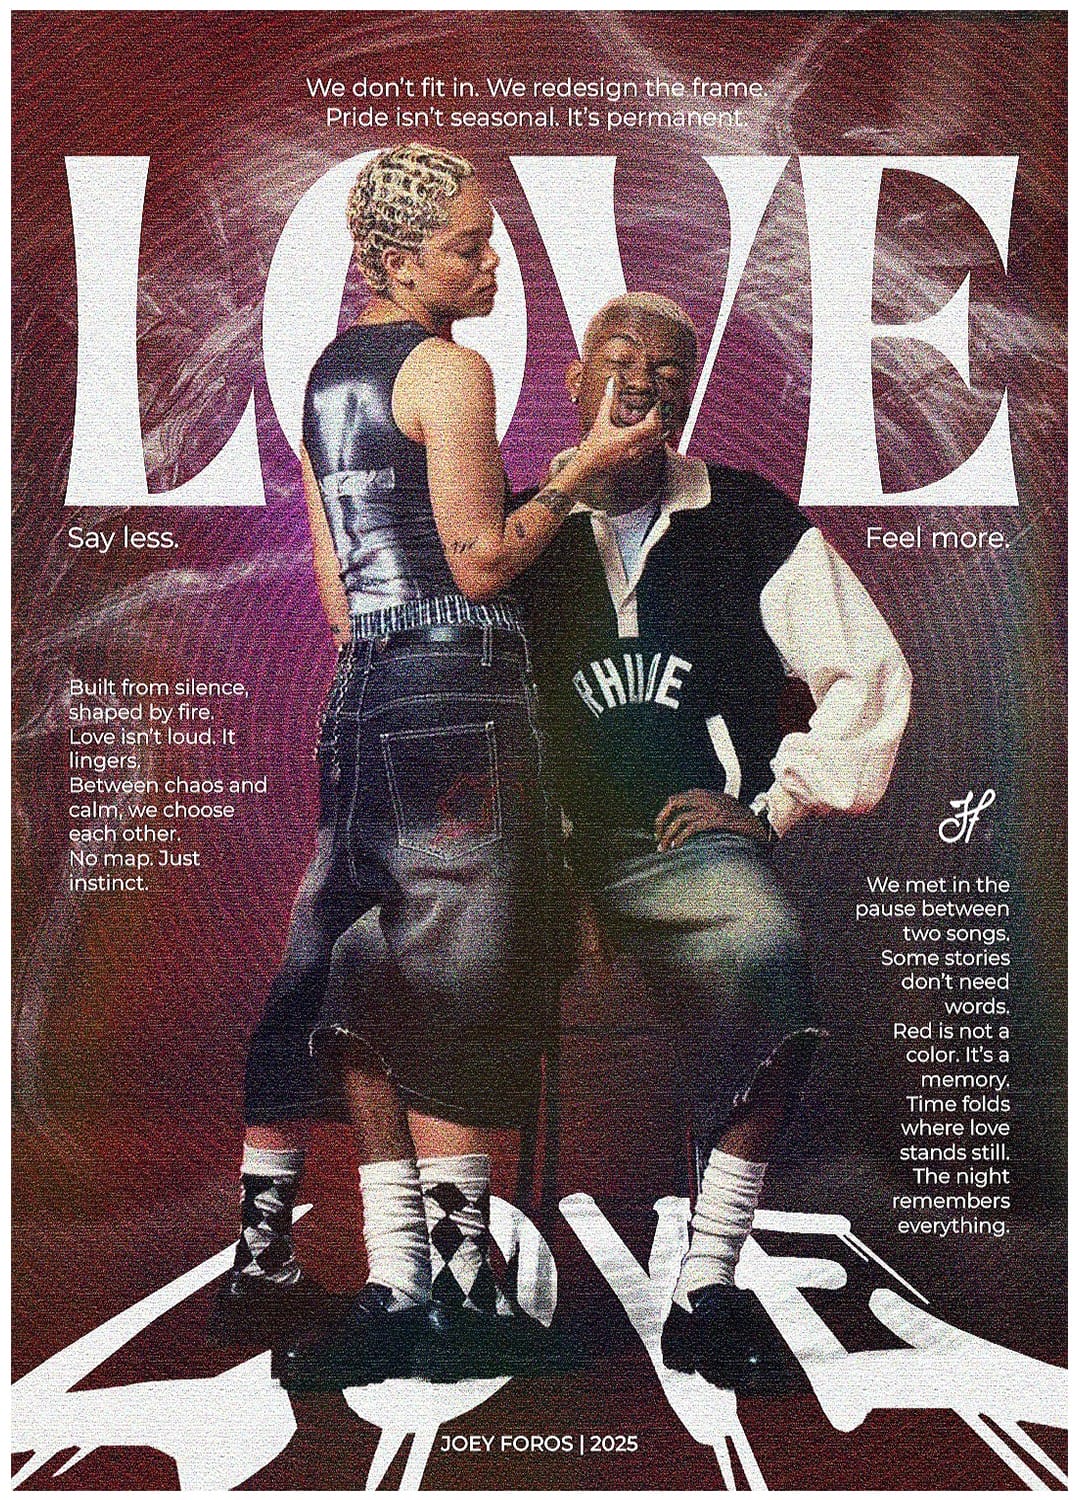 We don't fit in. We redesign the frame.
Pride isn't seasonal. It's permanent.
LOVE
Say less.
Feel more.
RHUDE
Built from silence,
shaped by fire.
Love isn't loud. It
lingers.
Between chaos and
calm, we choose
each other.
No map. Just
instinct.
We met in the
pause between
two songs.
Some stories
don't need
words.
Red is not a
color. It's a
memory.
Time folds
where love
stands still.
The night
remembers
everything.
LOVE
JOEY FOROS | 2025